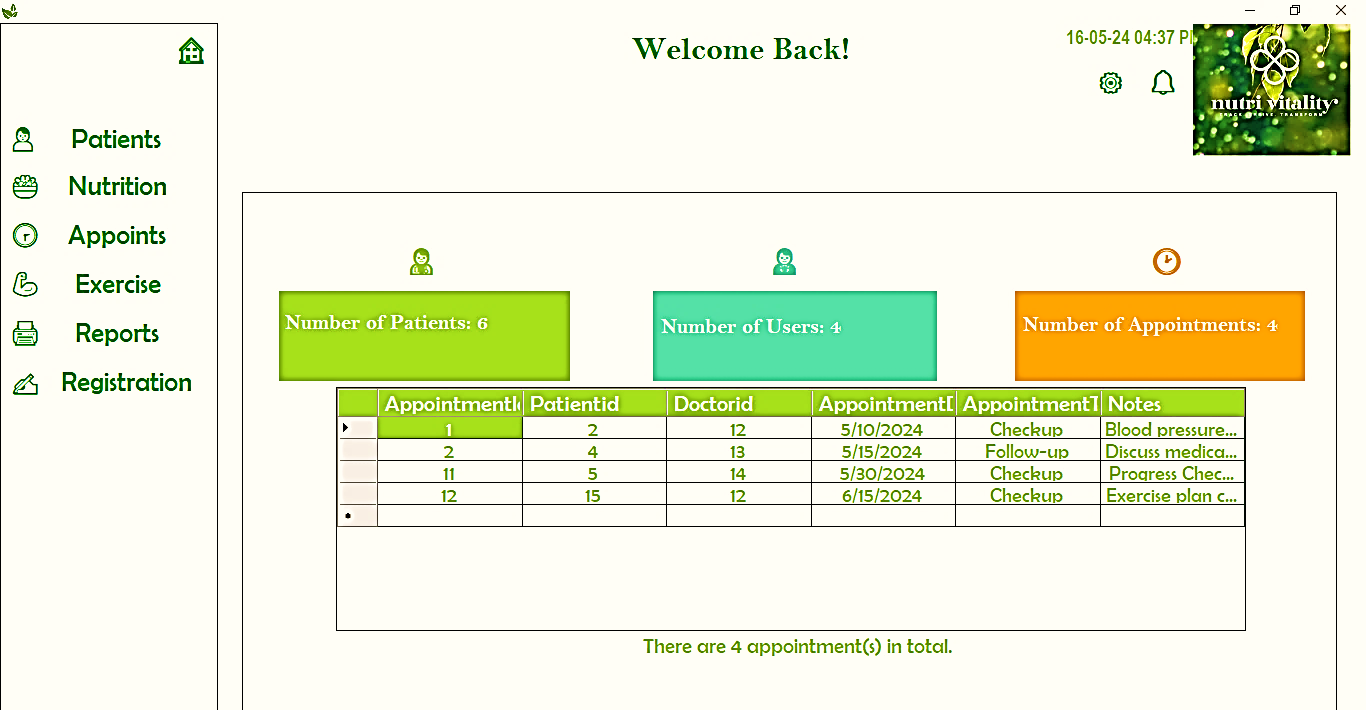 Welcome Back!
16-05-24 04:37 P
nutri vitality
Patients
Nutrition
Appoints
Exercise
Reports
Registration
Number of Patients: 6
Number of Users: 4
Number of Appointments: 4
AppointmentI Patientid Doctorid AppointmentD AppointmentT Notes
1 2 12 5/10/2024 Checkup Blood pressure...
2 4 13 5/15/2024 Follow-up Discuss medica...
11 5 14 5/30/2024 Checkup Progress Chec...
12 15 12 6/15/2024 Checkup Exercise plan c...
There are 4 appointment(s) in total.